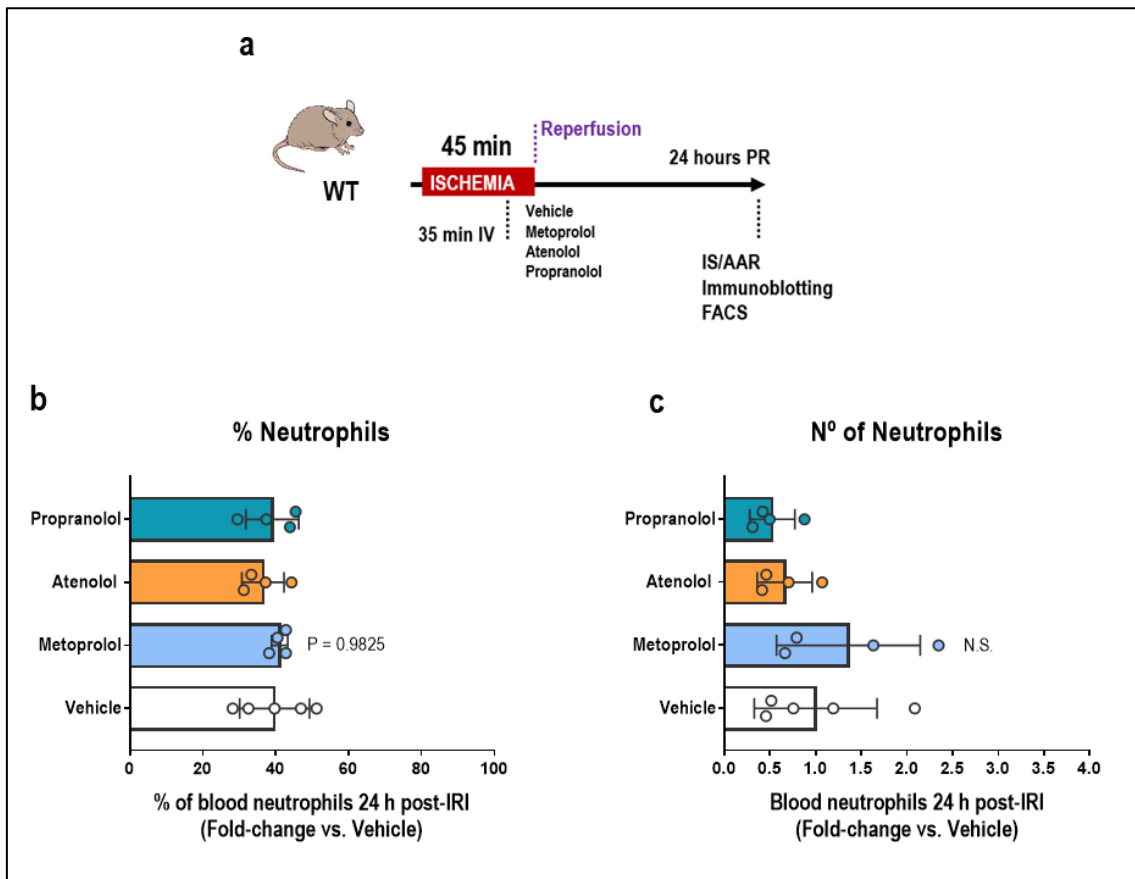 a
WT
45 min
Reperfusion
24 hours PR
ISCHEMIA
35 min IV
Vehicle
Metoprolol
Atenolol
Propranolol
IS/AAR
Immunoblotting
FACS
b
% Neutrophils
Propranolol
Atenolol
Metoprolol
P = 0.9825
Vehicle
0 20 40 60 80 100
% of blood neutrophils 24 h post-IRI
(Fold-change vs. Vehicle)
c
Nº of Neutrophils
Propranolol
Atenolol
Metoprolol
N.S.
Vehicle
0.0 0.5 1.0 1.5 2.0 2.5 3.0 3.5 4.0
Blood neutrophils 24 h post-IRI
(Fold-change vs. Vehicle)